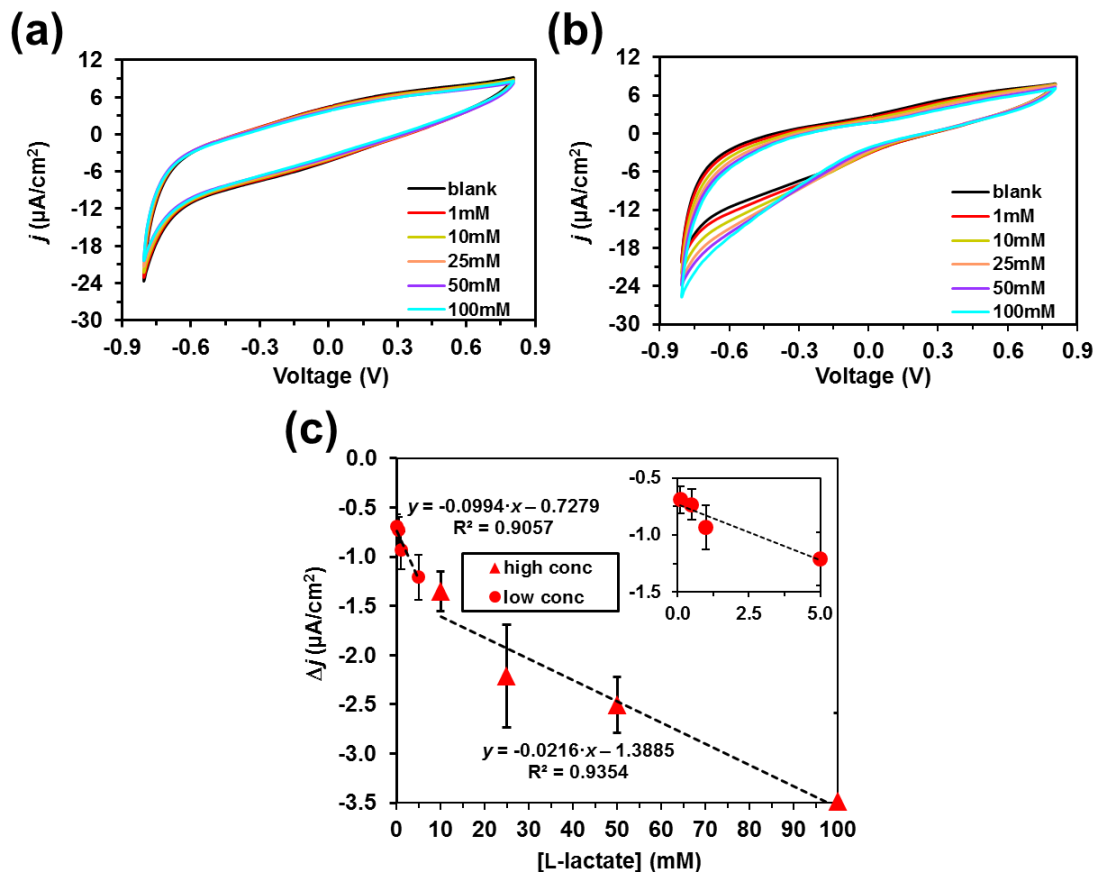 (a)
12
6
0
-6
-12
-18
-24
-30
j (µA/cm²)
-0.9 -0.6 -0.3 0.0 0.3 0.6 0.9
Voltage (V)
blank
1mM
10mM
25mM
50mM
100mM
(b)
12
6
0
-6
-12
-18
-24
-30
j (µA/cm²)
-0.9 -0.6 -0.3 0.0 0.3 0.6 0.9
Voltage (V)
blank
1mM
10mM
25mM
50mM
100mM
(c)
0.0
-0.5
-1.0
-1.5
-2.0
-2.5
-3.0
-3.5
Δj (µA/cm²)
y = -0.0994·x – 0.7279
R² = 0.9057
high conc
low conc
-0.5
-1.0
-1.5
0.0 2.5 5.0
y = -0.0216·x – 1.3885
R² = 0.9354
0 10 20 30 40 50 60 70 80 90 100
[L-lactate] (mM)